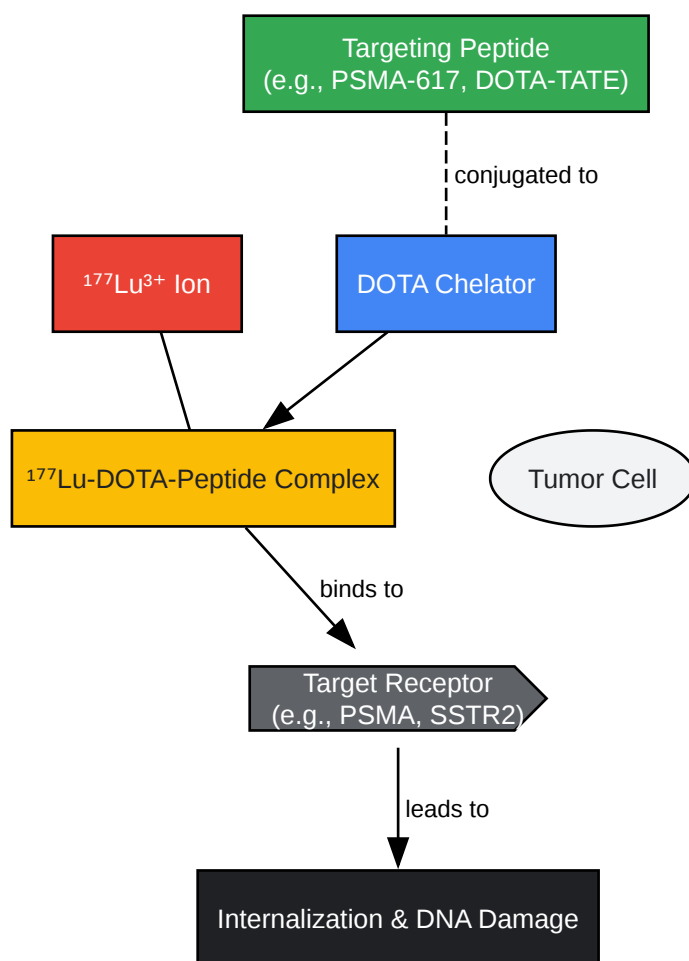 Targeting Peptide
(e.g., PSMA-617, DOTA-TATE)
conjugated to
¹⁷⁷Lu³⁺ Ion
DOTA Chelator
¹⁷⁷Lu-DOTA-Peptide Complex
Tumor Cell
binds to
Target Receptor
(e.g., PSMA, SSTR2)
leads to
Internalization & DNA Damage